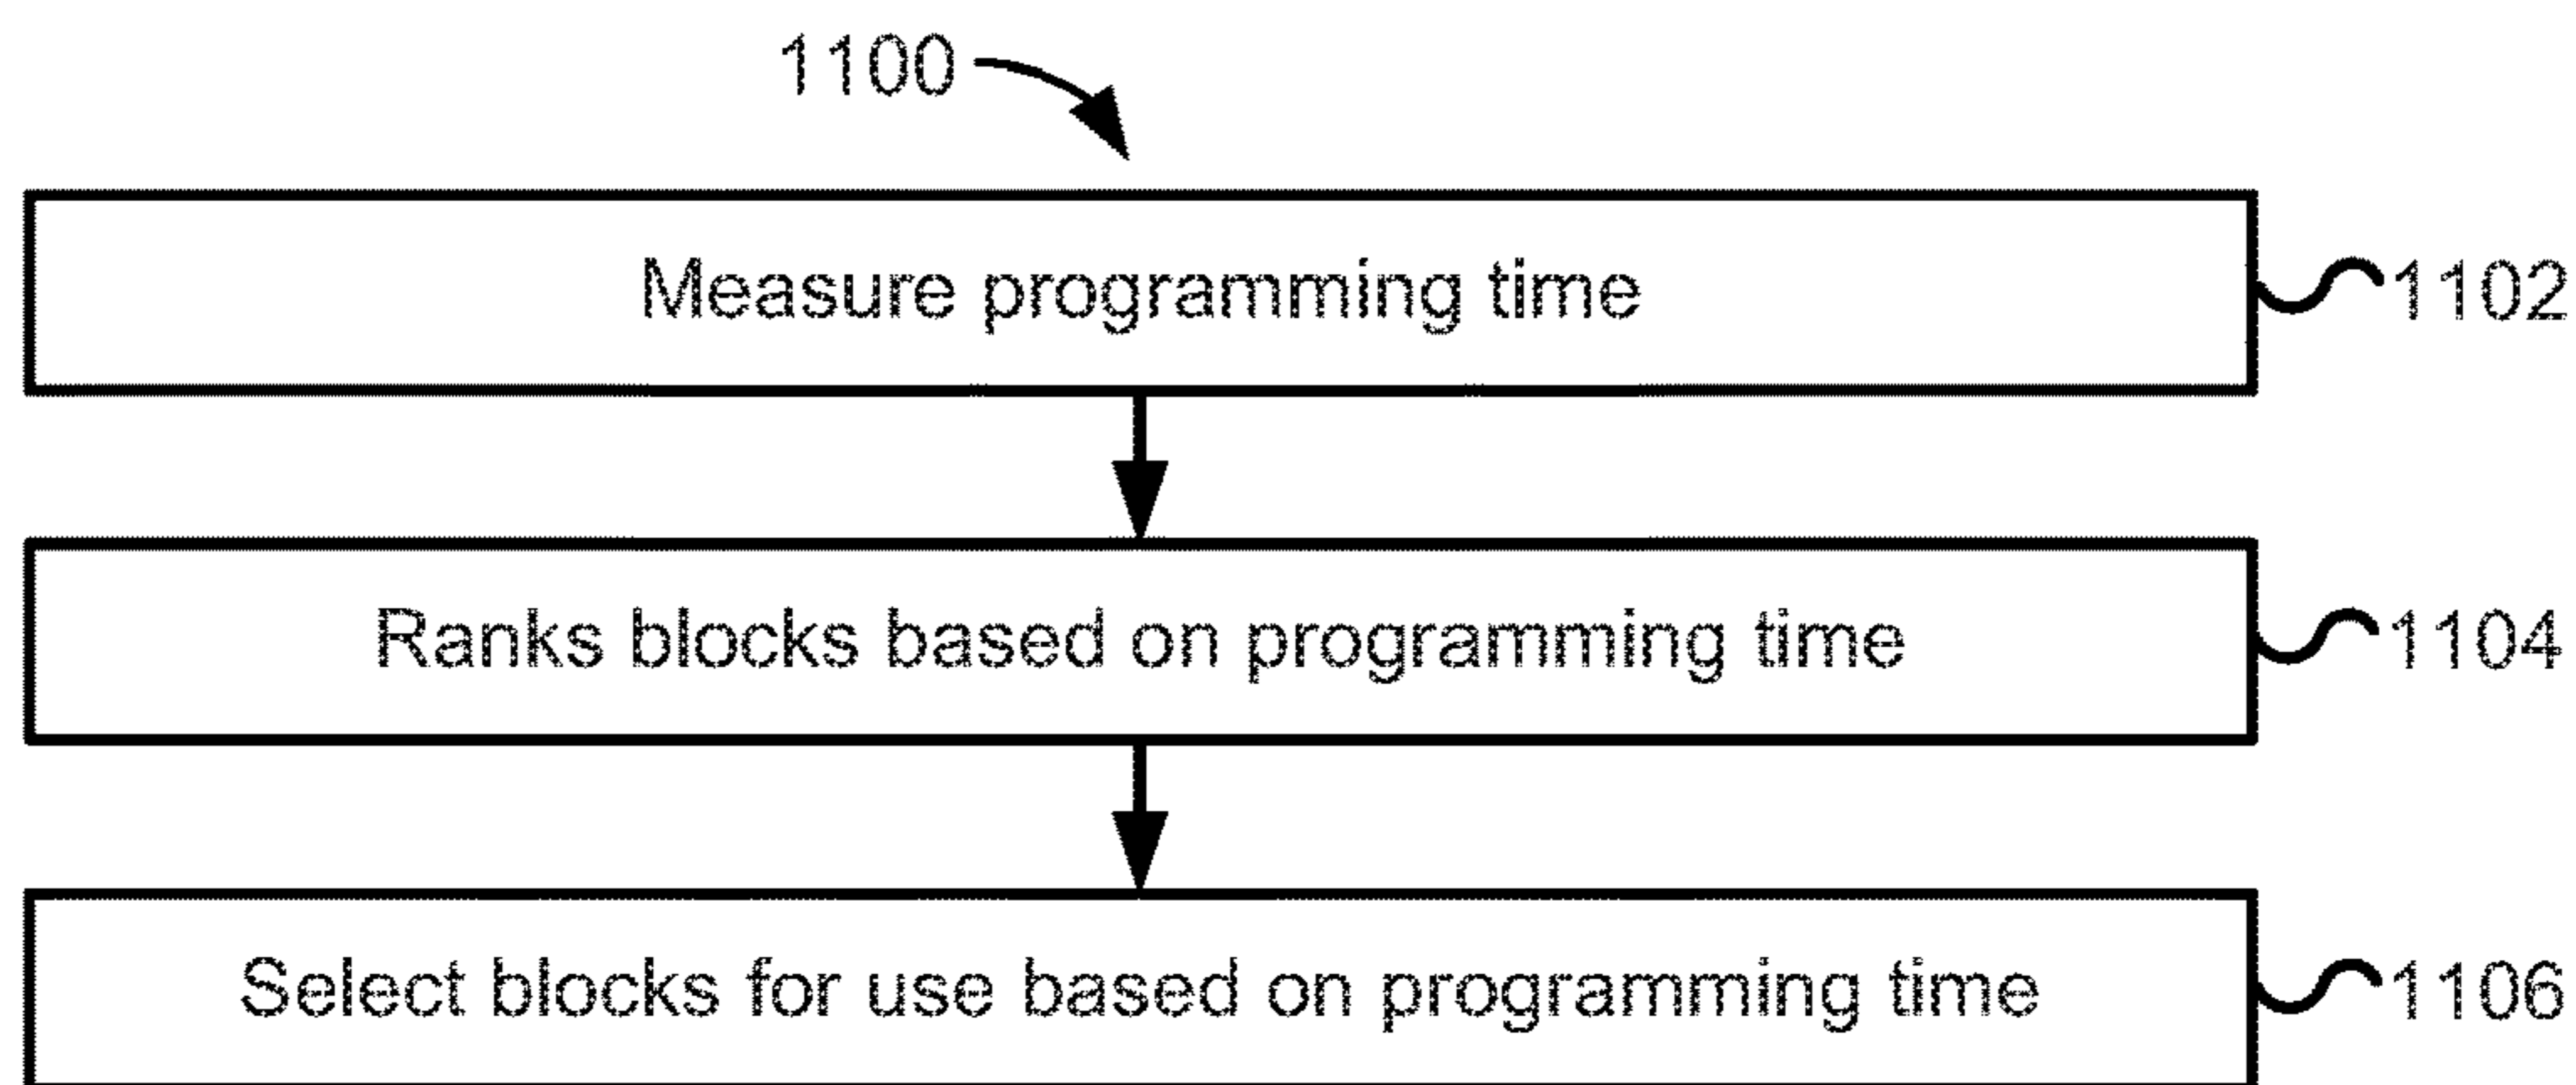 1100
Measure programming time
1102
Ranks blocks based on programming time
1104
Select blocks for use based on programming time
1106